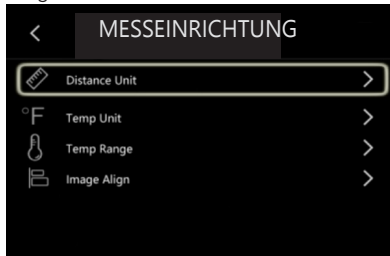 MESSEINRICHTUNG
Distance Unit
°F Temp Unit
Temp Range
Image Align